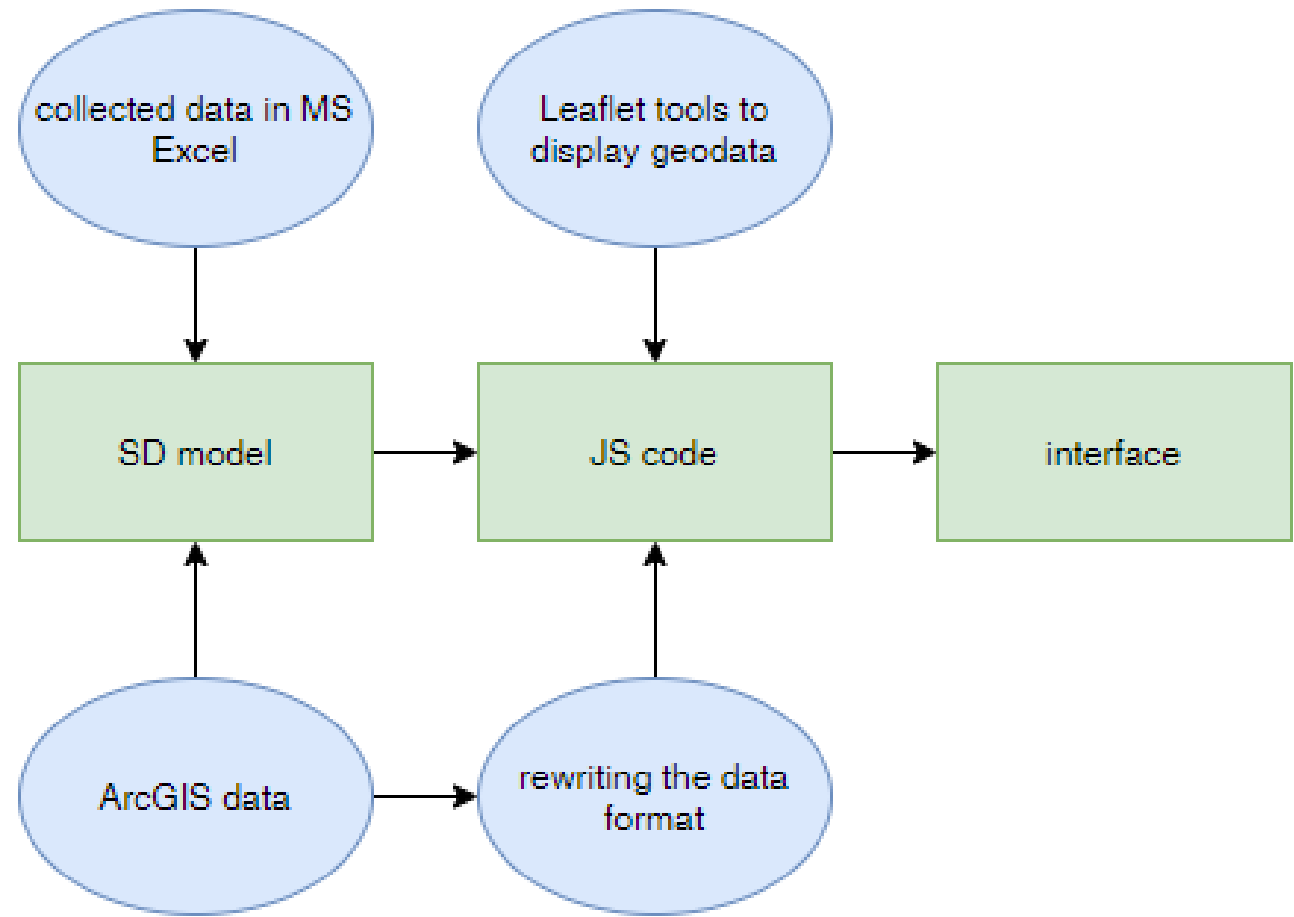 collected data in MS
Excel
Leaflet tools to
display geodata
SD model
JS code
interface
ArcGIS data
rewriting the data
format